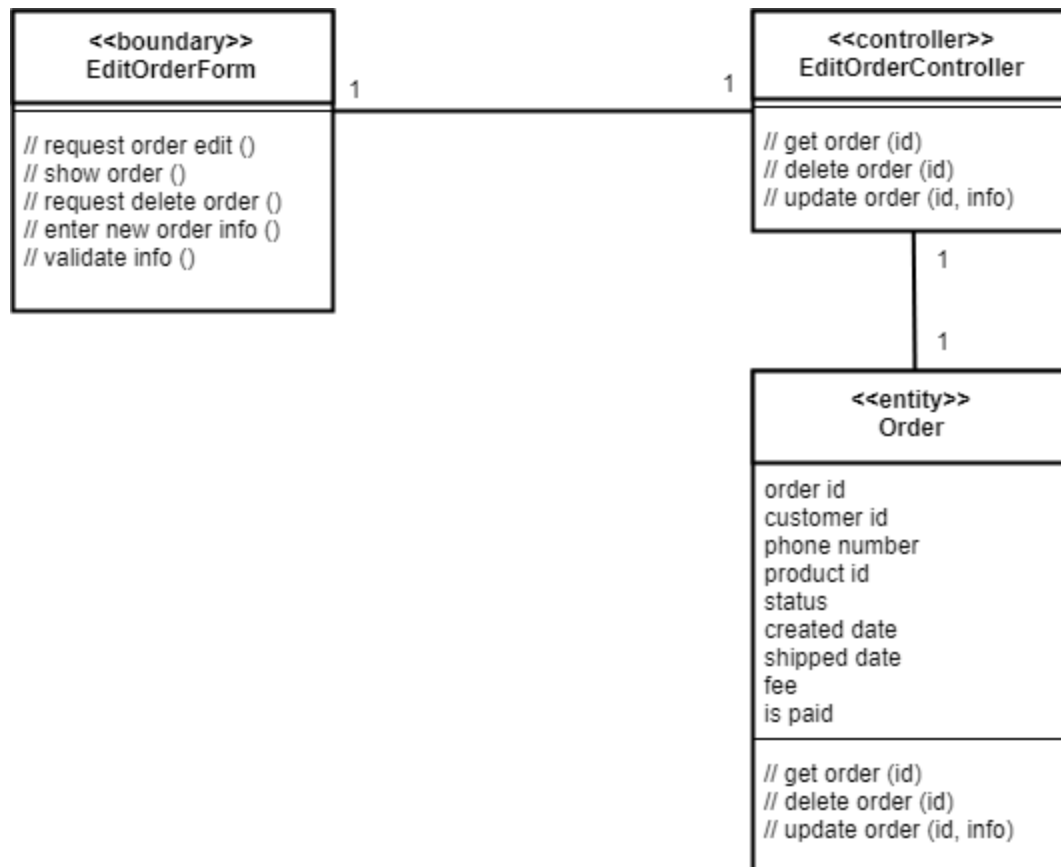 <<boundary>>
EditOrderForm
// request order edit ()
// show order ()
// request delete order ()
// enter new order info ()
// validate info ()
1
1
<<controller>>
EditOrderController
// get order (id)
// delete order (id)
// update order (id, info)
1
1
<<entity>>
Order
order id
customer id
phone number
product id
status
created date
shipped date
fee
is paid
// get order (id)
// delete order (id)
// update order (id, info)